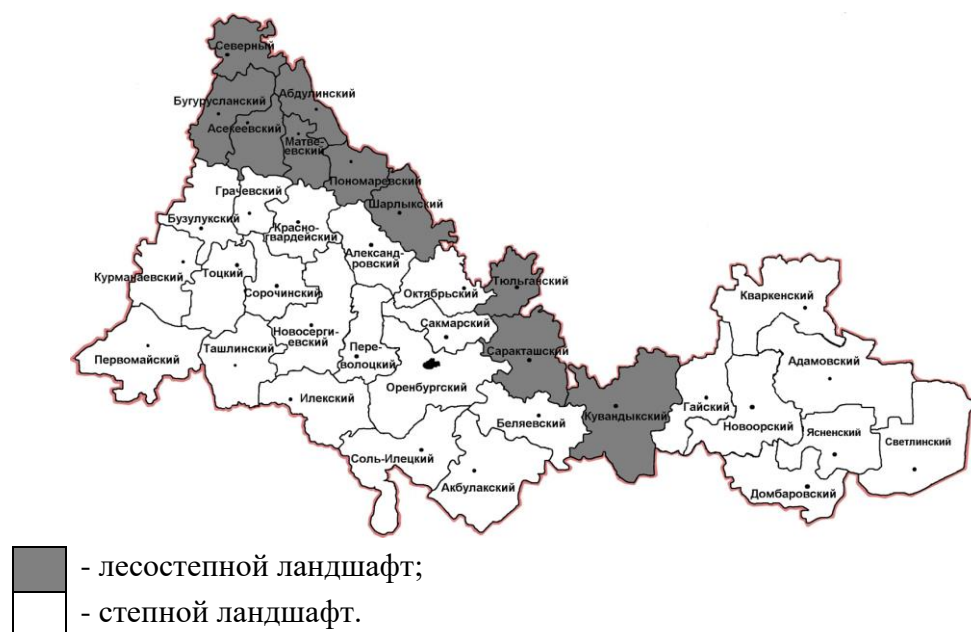 Северный
Абдулинский
Бугурусланский
Асекеевский
Матве-
евский
Пономаревский
Шарлыкский
Грачевский
Бузулукский
Красно-
гвардейский
Александ-
ровский
Курманаевский
Тоцкий
Сорочинский
Октябрьский
Тюльганский
Кваркенский
Сакмарский
Новосерги-
евский
Пере-
волоцкий
Саракташский
Первомайский
Ташлинский
Адамовский
Оренбургский
Илекский
Беляевский
Кувандыкский
Гайский
Новоорский
Ясненский
Светлинский
Соль-Илецкий
Акбулакский
Домбаровский
- лесостепной ландшафт;
- степной ландшафт.